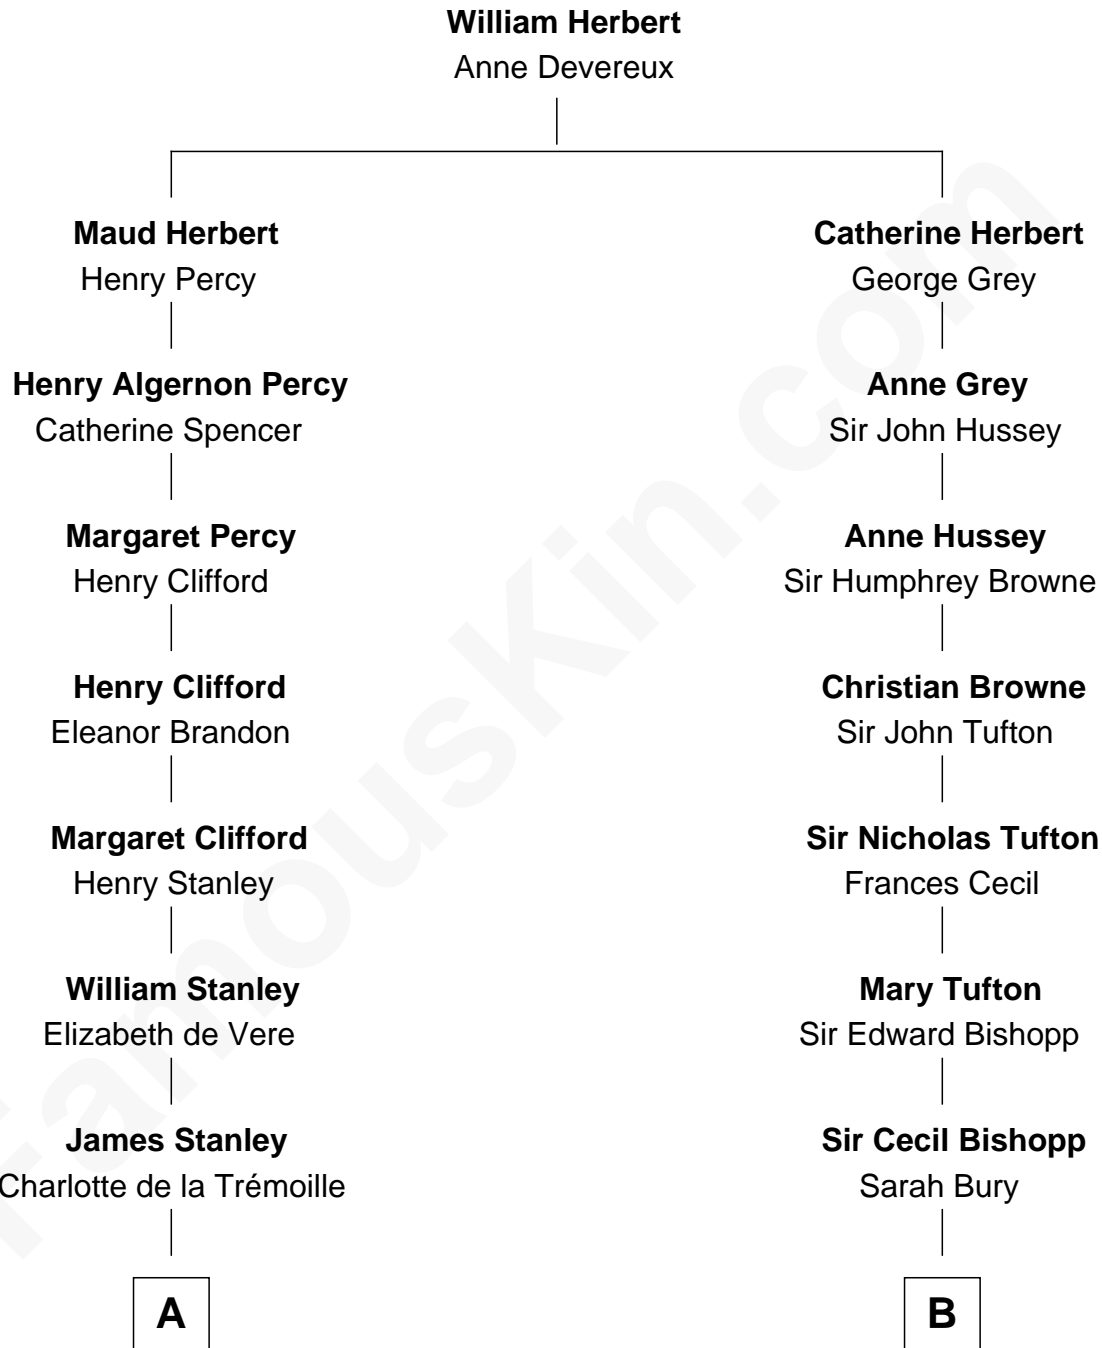 William Herbert
Anne Devereux
Maud Herbert
Henry Percy
Catherine Herbert
George Grey
Henry Algernon Percy
Catherine Spencer
Anne Grey
Sir John Hussey
Margaret Percy
Henry Clifford
Anne Hussey
Sir Humphrey Browne
Henry Clifford
Eleanor Brandon
Christian Browne
Sir John Tufton
Margaret Clifford
Henry Stanley
Sir Nicholas Tufton
Frances Cecil
William Stanley
Elizabeth de Vere
Mary Tufton
Sir Edward Bishopp
James Stanley
Charlotte de la Trémoille
Sir Cecil Bishopp
Sarah Bury
A
B
FamousKin.com